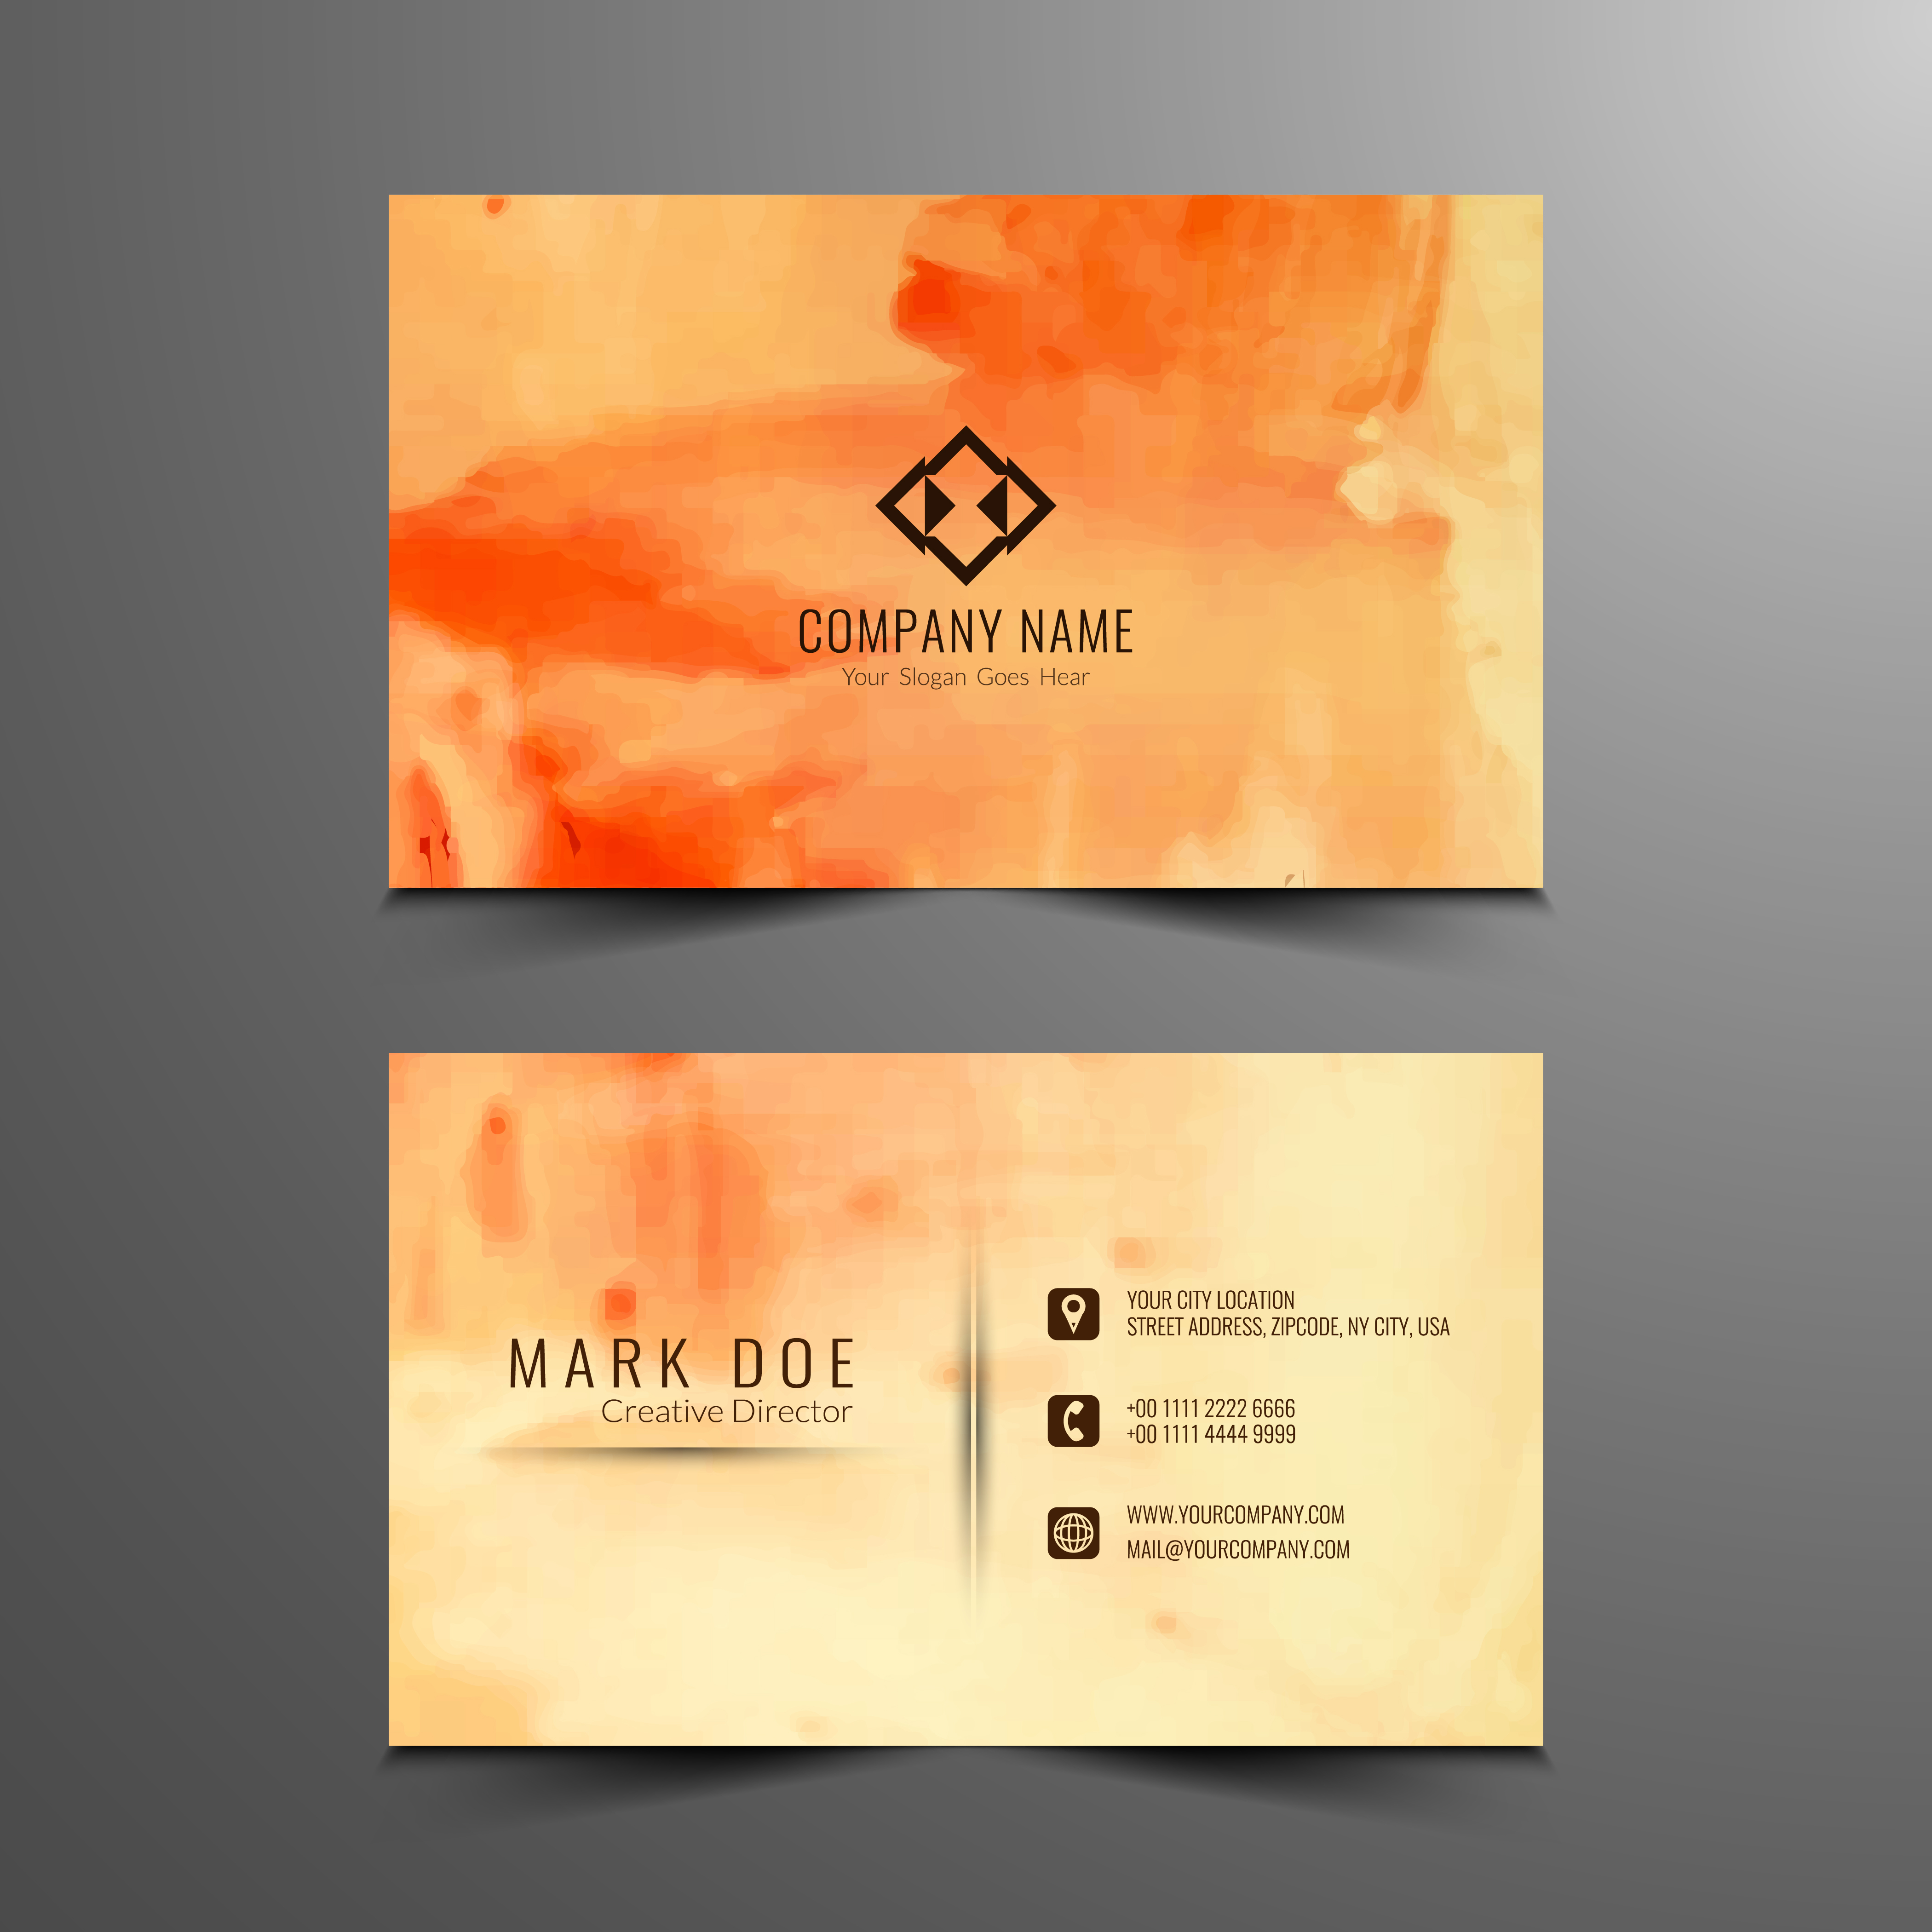 COMPANY NAME
Your Slogan Goes Hear
MARK DOE
Creative Director
YOUR CITY LOCATION
STREET ADDRESS, ZIPCODE, NY CITY, USA
+00 1111 2222 6666
+00 1111 4444 9999
WWW.YOURCOMPANY.COM
MAIL@YOURCOMPANY.COM